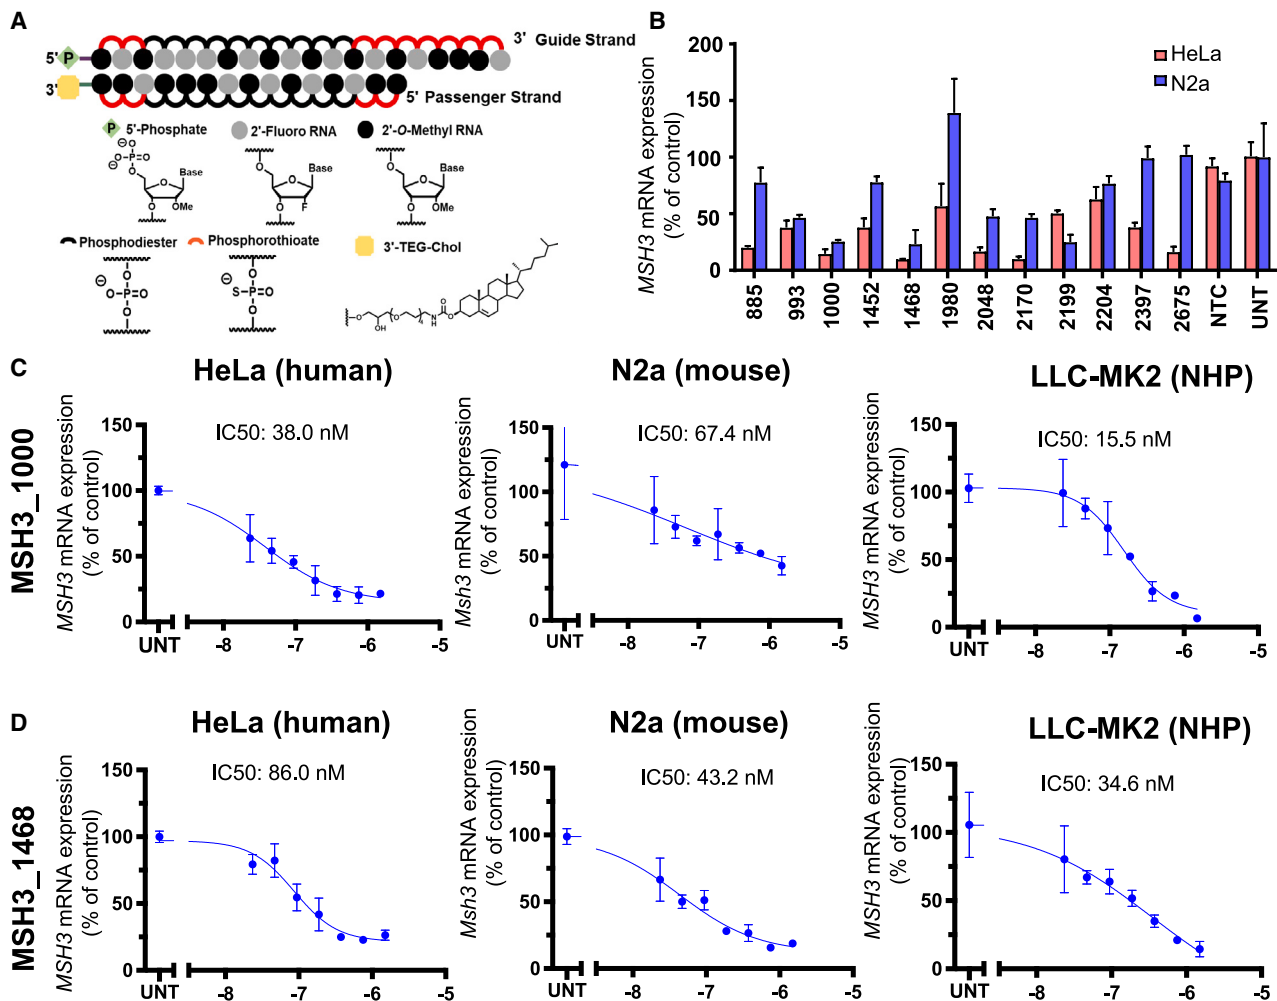 A
5' P
3' Guide Strand
3'
5' Passenger Strand
P 5'-Phosphate
2'-Fluoro RNA
2'-O-Methyl RNA
Phosphodiester
Phosphorothioate
3'-TEG-Chol
B
MSH3 mRNA expression
(% of control)
200
150
100
50
0
HeLa
N2a
885
993
1000
1452
1468
1980
2048
2170
2199
2204
2397
2675
NTC
UNT
C
MSH3_1000
HeLa (human)
IC50: 38.0 nM
MSH3 mRNA expression
(% of control)
150
100
50
0
UNT -8 -7 -6 -5
N2a (mouse)
IC50: 67.4 nM
Msh3 mRNA expression
(% of control)
150
100
50
0
UNT -8 -7 -6 -5
LLC-MK2 (NHP)
IC50: 15.5 nM
MSH3 mRNA expression
(% of control)
150
100
50
0
UNT -8 -7 -6 -5
D
MSH3_1468
HeLa (human)
IC50: 86.0 nM
MSH3 mRNA expression
(% of control)
150
100
50
0
UNT -8 -7 -6 -5
N2a (mouse)
IC50: 43.2 nM
Msh3 mRNA expression
(% of control)
150
100
50
0
UNT -8 -7 -6 -5
LLC-MK2 (NHP)
IC50: 34.6 nM
MSH3 mRNA expression
(% of control)
150
100
50
0
UNT -8 -7 -6 -5